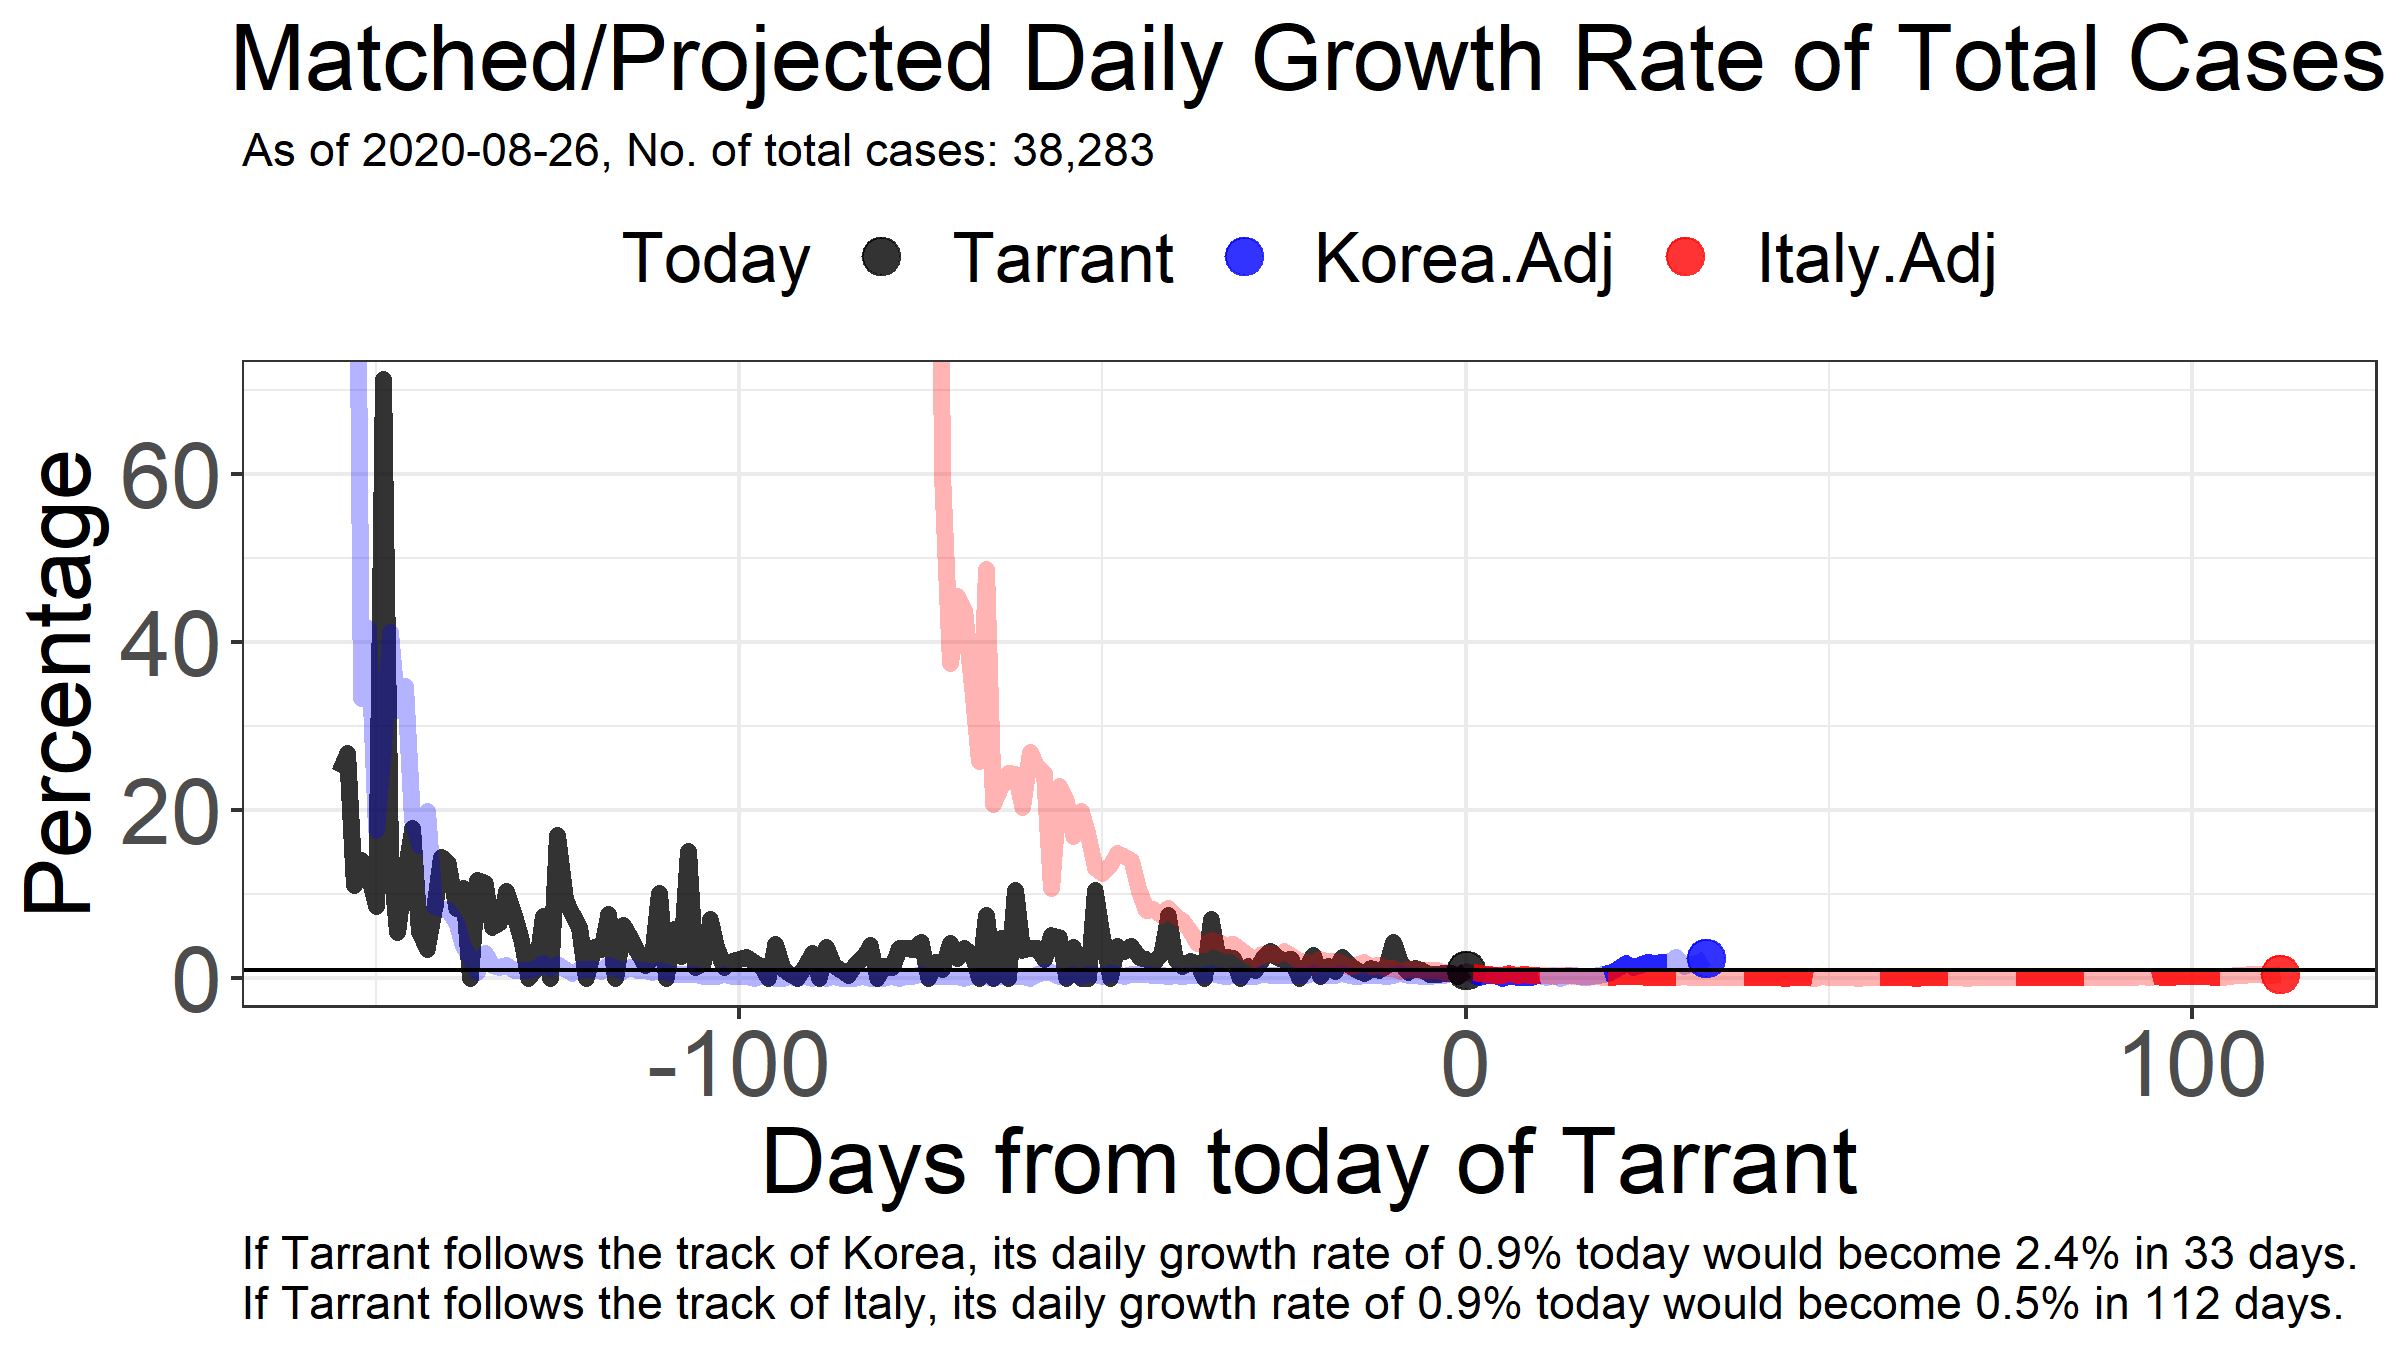 Matched/Projected Daily Growth Rate of Total Cases
As of 2020-08-26, No. of total cases: 38,283
Today Tarrant Korea.Adj Italy.Adj
Percentage
60
40
20
0
-100 0 100
Days from today of Tarrant
If Tarrant follows the track of Korea, its daily growth rate of 0.9% today would become 2.4% in 33 days.
If Tarrant follows the track of Italy, its daily growth rate of 0.9% today would become 0.5% in 112 days.